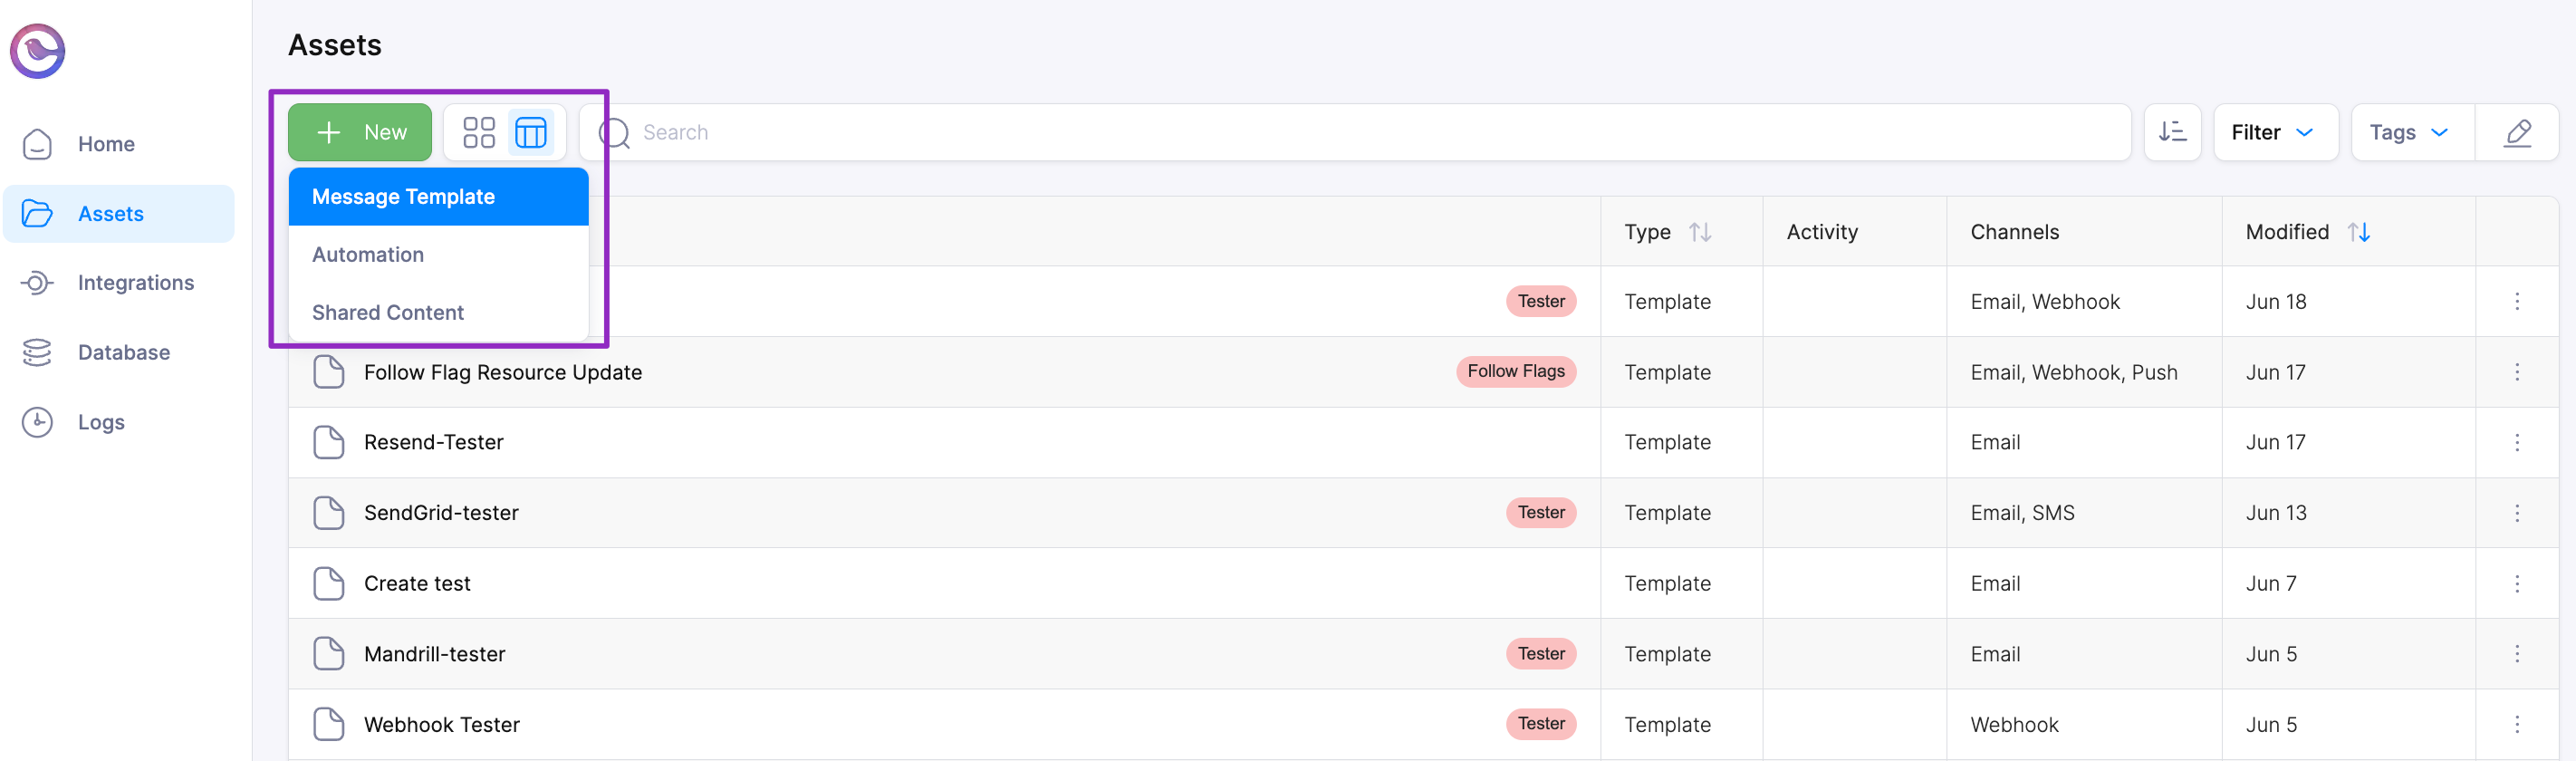 Assets
Home
Assets
Integrations
Database
Logs
New
Search
Filter
Tags
Message Template
Automation
Shared Content
Type Activity Channels Modified
Tester Template Email, Webhook Jun 18
Follow Flag Resource Update Follow Flags Template Email, Webhook, Push Jun 17
Resend-Tester Template Email Jun 17
SendGrid-tester Tester Template Email, SMS Jun 13
Create test Template Email Jun 7
Mandrill-tester Tester Template Email Jun 5
Webhook Tester Tester Template Webhook Jun 5